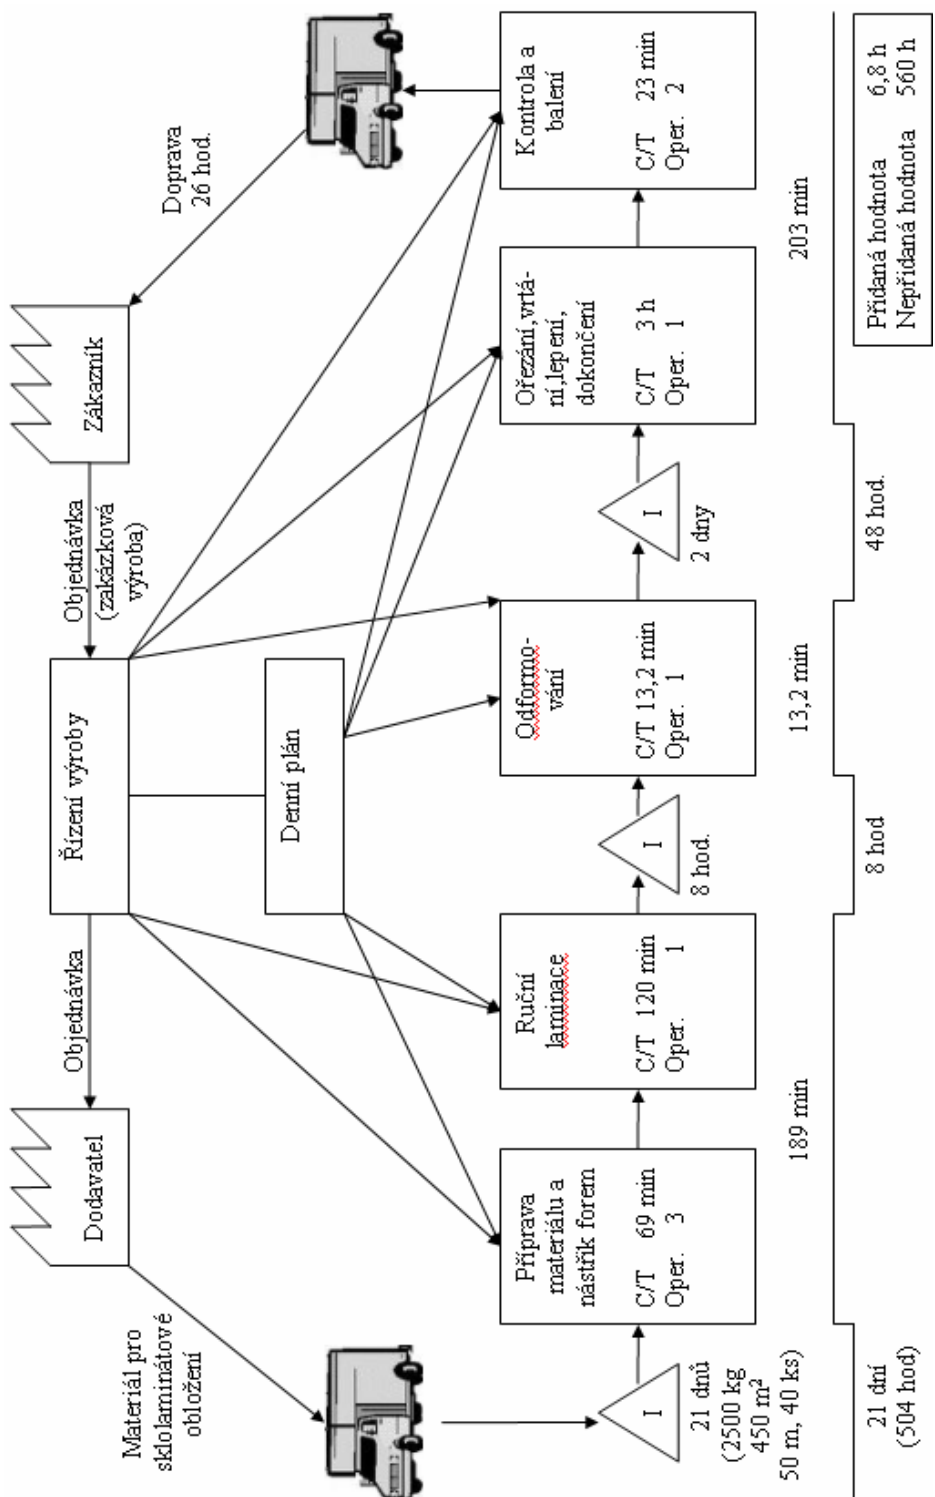 Dodavatel
Objednávka
Řízení výroby
Objednávka
(zakázková
výroba)
Zákazník
Materiál pro
sklolaminátové
obložení
Denní plán
Doprava
26 hod.
I
21 dnů
(2500 kg
450 m²
50 m, 40 ks)
Příprava
materiálu a
nástřik forem
C/T 69 min
Oper. 3
Ruční
laminace
C/T 120 min
Oper. 1
I
8 hod.
Odformo-
vání
C/T 13,2 min
Oper. 1
I
2 dny
Ořezání,vrtá-
ní,lepení,
dokončení
C/T 3 h
Oper. 1
Kontrola a
balení
C/T 23 min
Oper. 2
21 dní
(504 hod)
189 min
8 hod
13,2 min
48 hod.
203 min
Přidaná hodnota 6,8 h
Nepřidaná hodnota 560 h